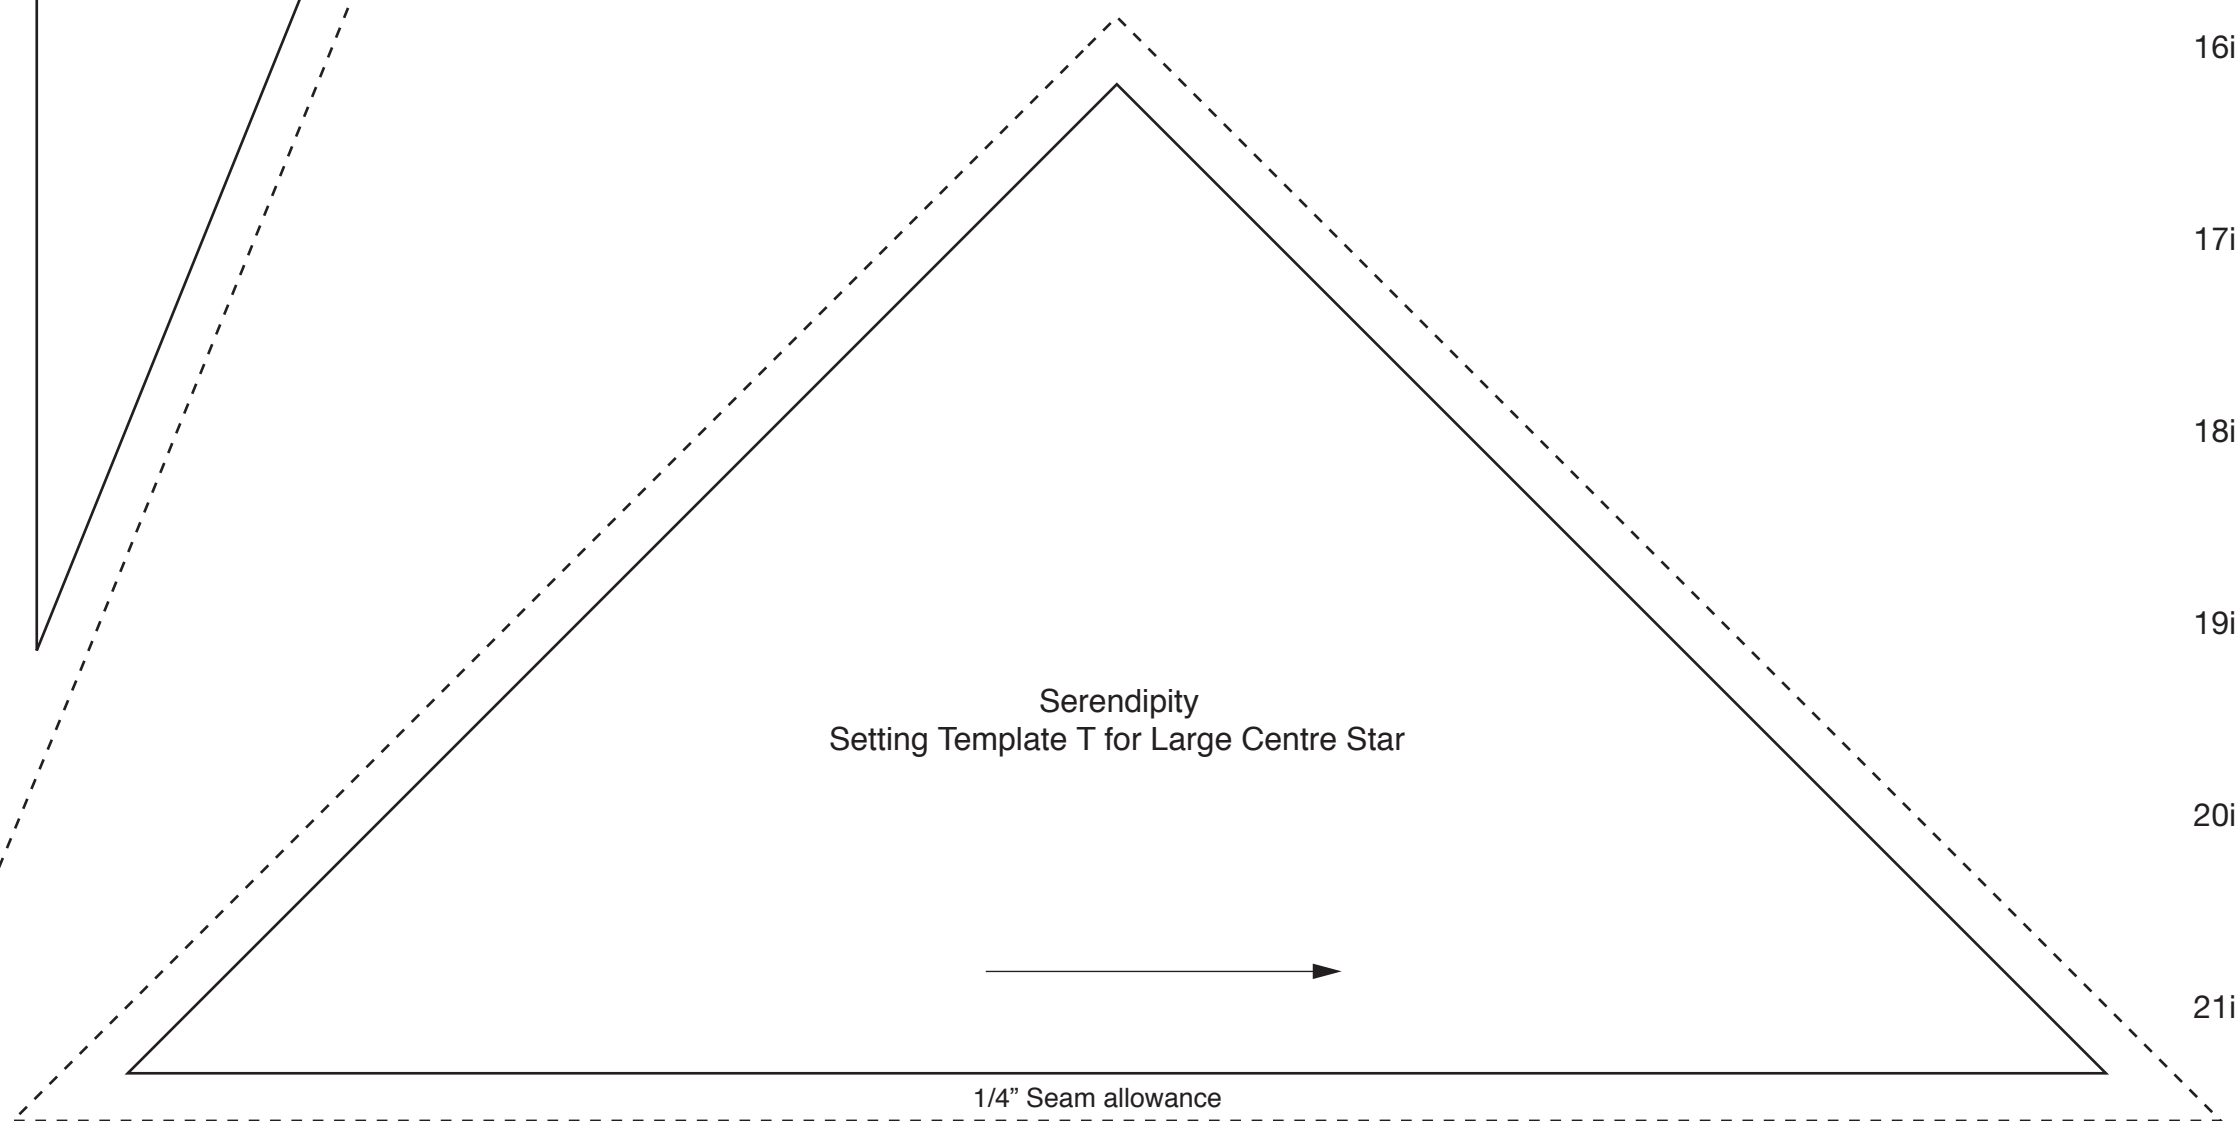 16i
17i
18i
19i
Serendipity
Setting Template T for Large Centre Star
20i
21i
1/4” Seam allowance